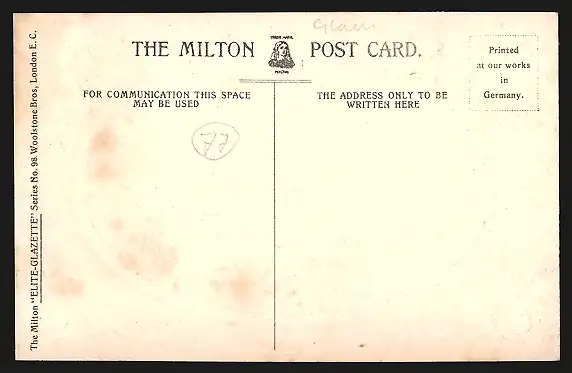 Glaen
THE MILTON POST CARD.
TRADE MARK
MILTON
Printed
at our works
in
Germany.
FOR COMMUNICATION THIS SPACE
MAY BE USED
THE ADDRESS ONLY TO BE
WRITTEN HERE
77
The Milton "ELITE-GLAZETTE" Series No. 98. Woolstone Bros, London E. C.